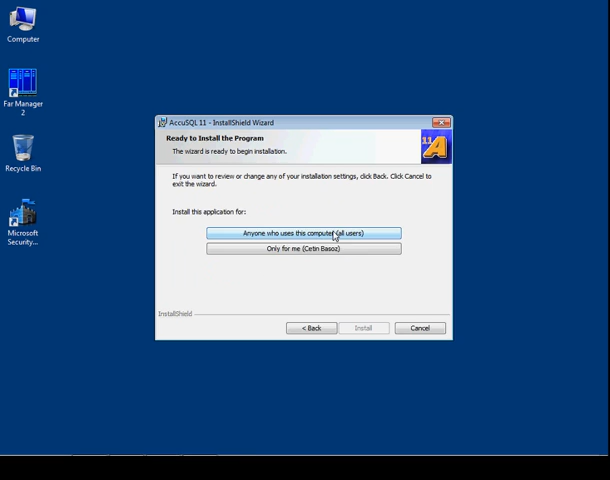 Computer
Far Manager
2
Recycle Bin
Microsoft
Security...
AccuSQL 11 - InstallShield Wizard
Ready to Install the Program
The wizard is ready to begin installation.
11
A
If you want to review or change any of your installation settings, click Back. Click Cancel to
exit the wizard.
Install this application for:
Anyone who uses this computer (all users)
Only for me (Cetin Basoz)
InstallShield
< Back
Install
Cancel